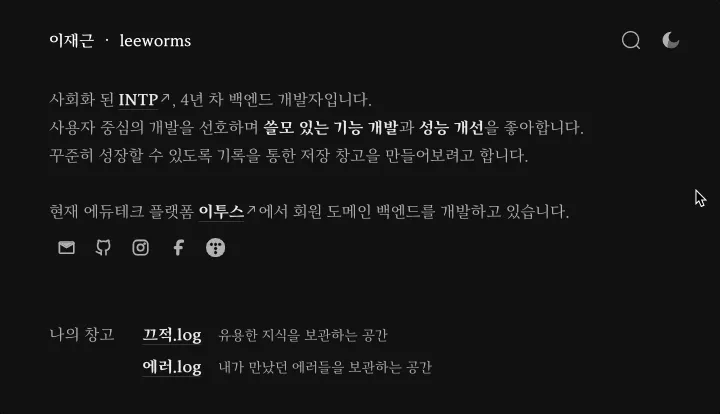 이재근 · leeworms
사회화 된 INTP↗, 4년 차 백엔드 개발자입니다.
사용자 중심의 개발을 선호하며 쓸모 있는 기능 개발과 성능 개선을 좋아합니다.
꾸준히 성장할 수 있도록 기록을 통한 저장 창고을 만들어보려고 합니다.
현재 에듀테크 플랫폼 이투스↗에서 회원 도메인 백엔드를 개발하고 있습니다.
나의 창고 끄적.log 유용한 지식을 보관하는 공간
에러.log 내가 만났던 에러들을 보관하는 공간